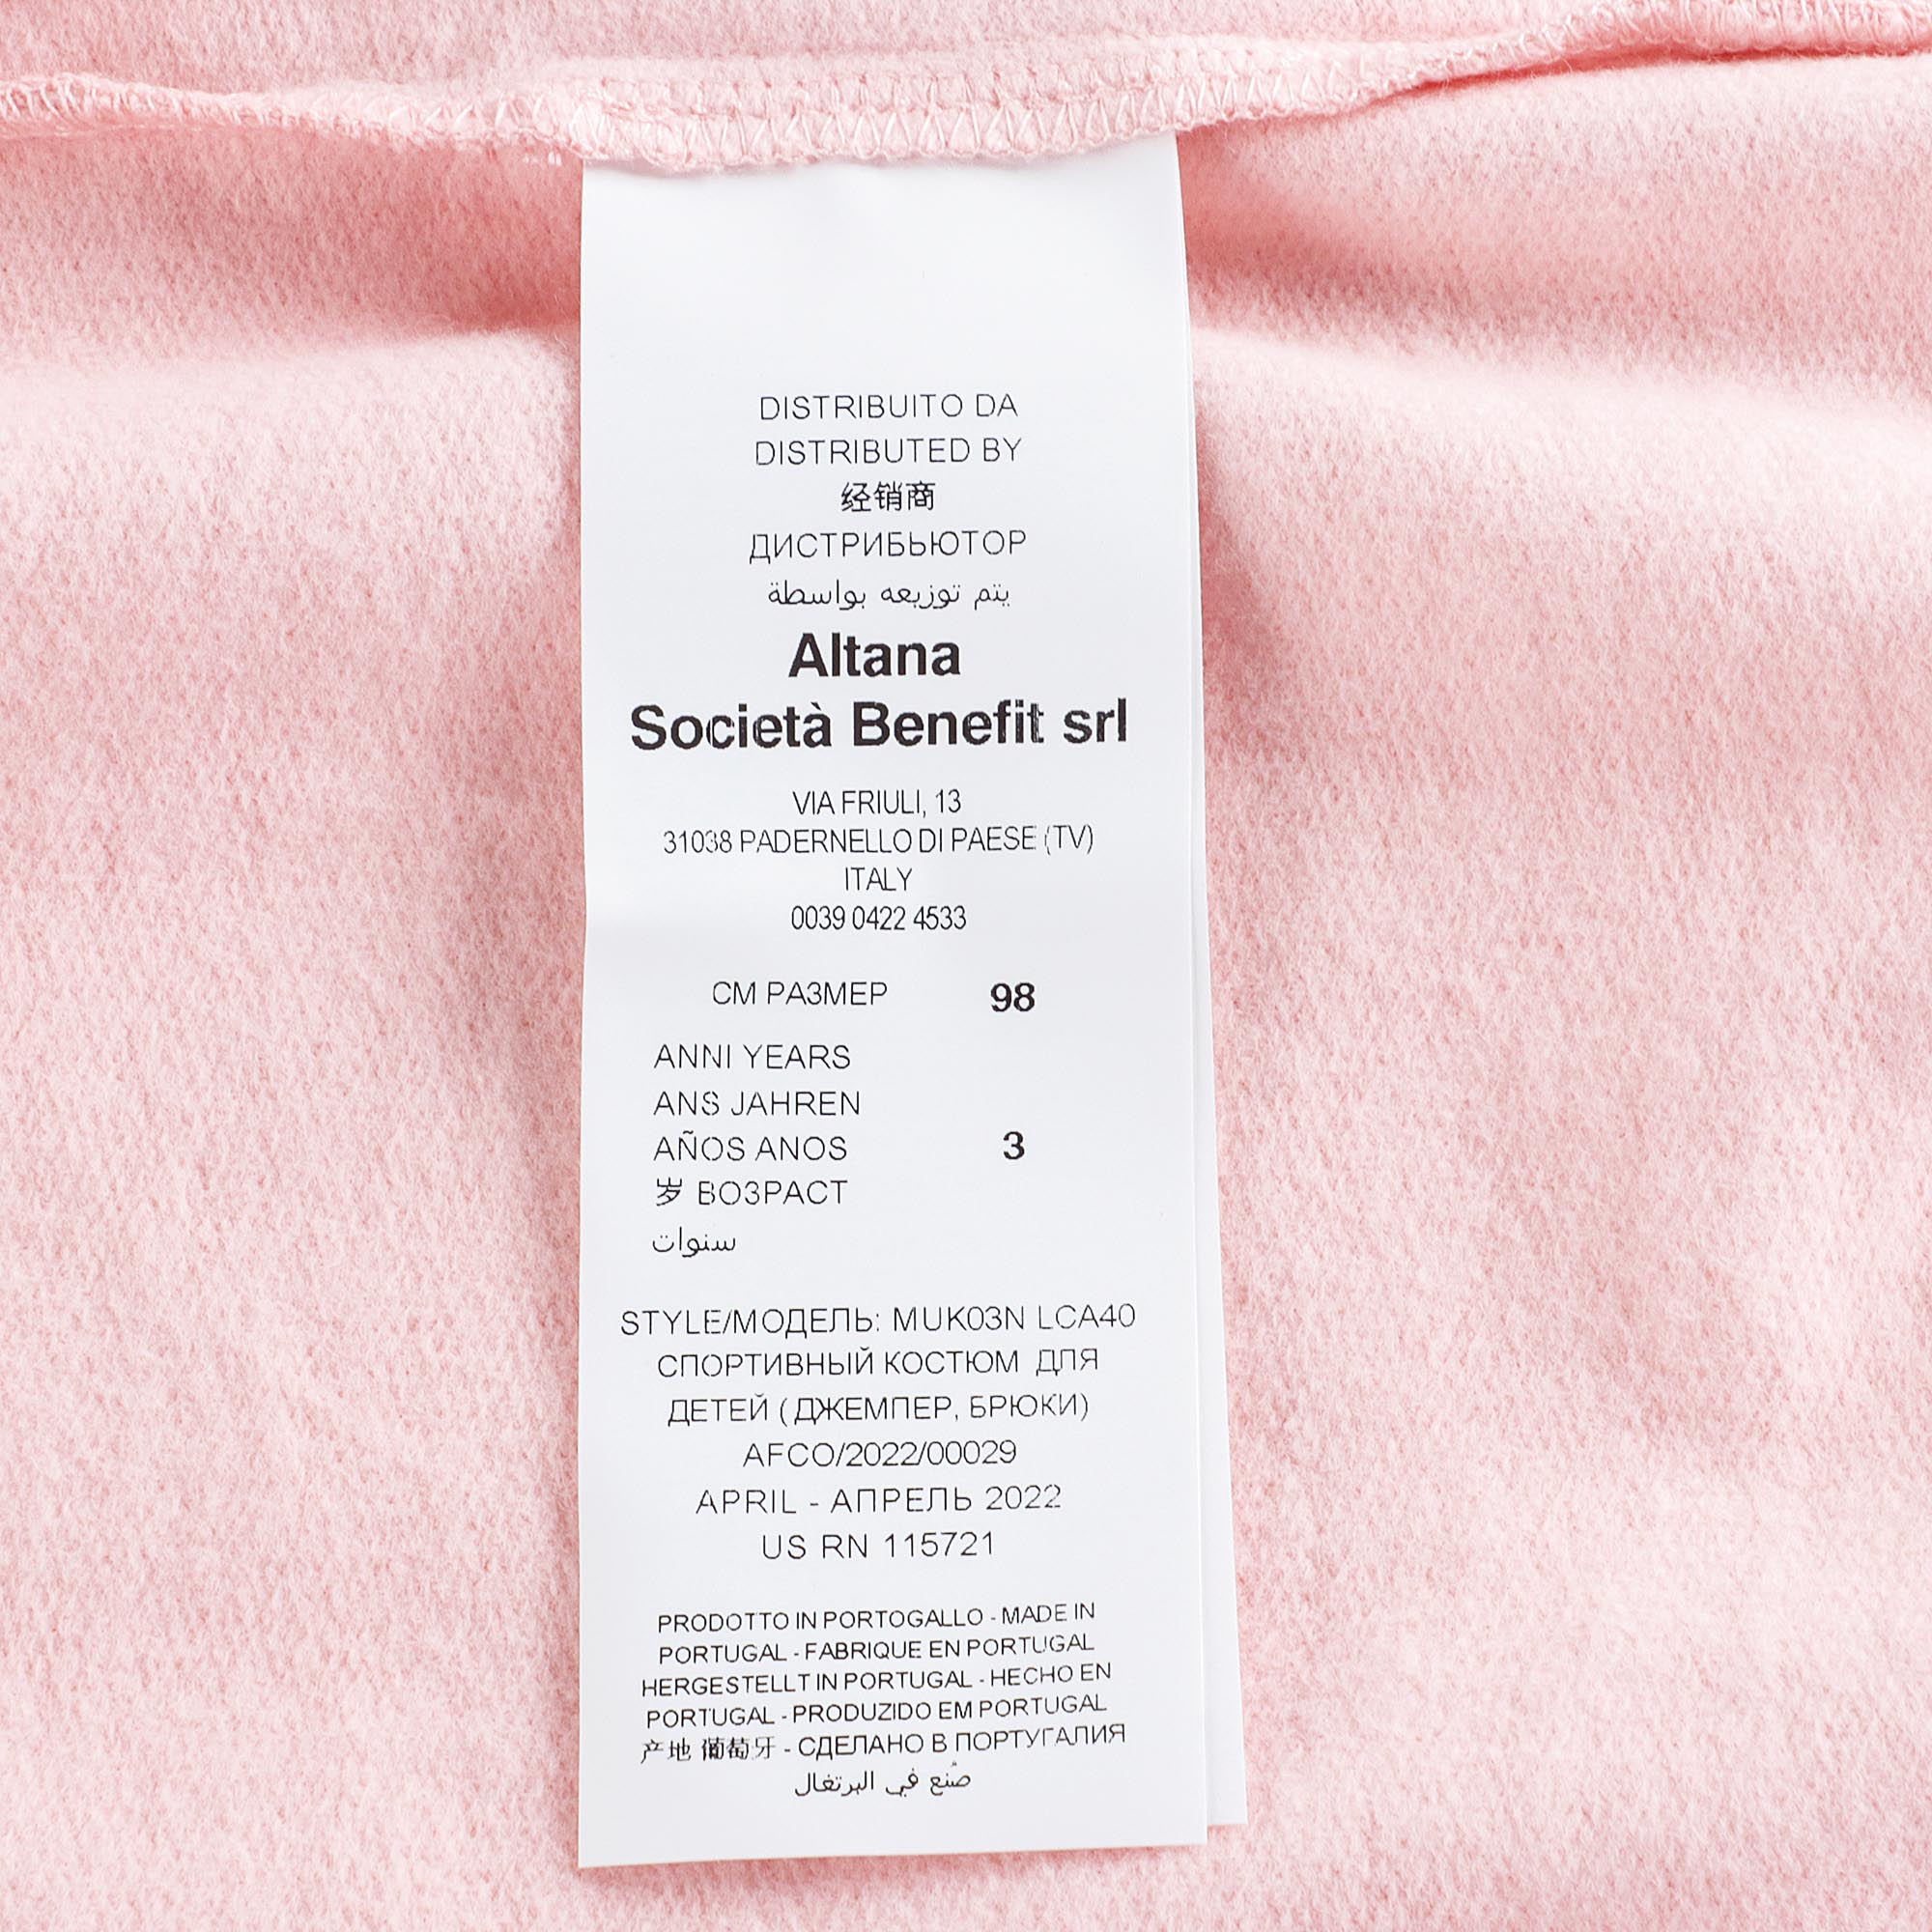 DISTRIBUITO DA
DISTRIBUTED BY
经销商
ДИСТРИБЬЮТОР
يتم توزيعه بواسطة
Altana
Società Benefit srl
VIA FRIULI, 13
31038 PADERNELLO DI PAESE (TV)
ITALY
0039 0422 4533
СМ РАЗМЕР 98
ANNI YEARS
ANS JAHREN
AÑOS ANOS 3
岁 ВОЗРАСТ
سنوات
STYLE/МОДЕЛЬ: MUK03N LCA40
СПОРТИВНЫЙ КОСТЮМ ДЛЯ
ДЕТЕЙ ( ДЖЕМПЕР, БРЮКИ)
AFCO/2022/00029
APRIL - АПРЕЛЬ 2022
US RN 115721
PRODOTTO IN PORTOGALLO - MADE IN
PORTUGAL - FABRIQUE EN PORTUGAL
HERGESTELLT IN PORTUGAL - HECHO EN
PORTUGAL - PRODUZIDO EM PORTUGAL
产地 葡萄牙 - СДЕЛАНО В ПОРТУГАЛИЯ
صُنع في البرتغال